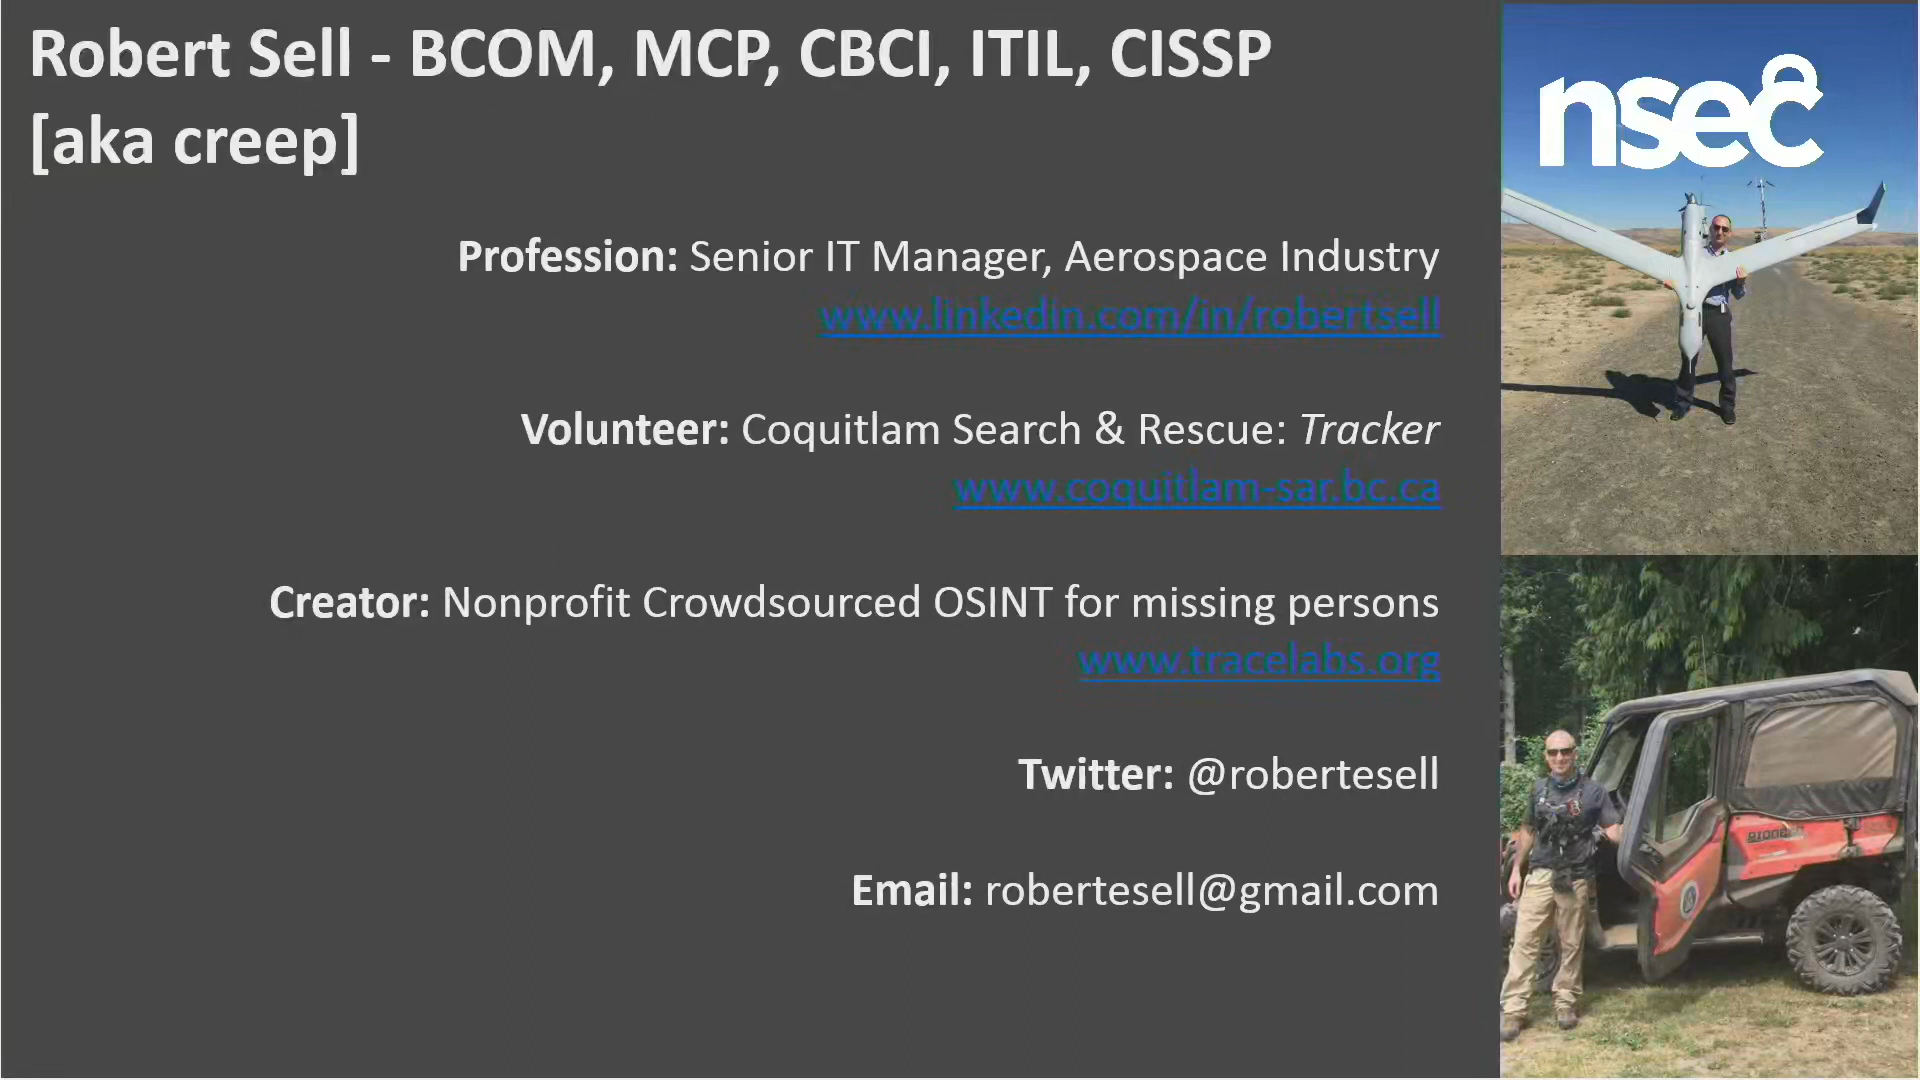 Robert Sell - BCOM, MCP, CBCI, ITIL, CISSP
[aka creep]
nsec
Profession: Senior IT Manager, Aerospace Industry
www.linkedin.com/in/robertsell
Volunteer: Coquitlam Search & Rescue: Tracker
www.coquitlam-sar.bc.ca
Creator: Nonprofit Crowdsourced OSINT for missing persons
www.tracelabs.org
Twitter: @robertesell
PIONEER
Email: robertesell@gmail.com